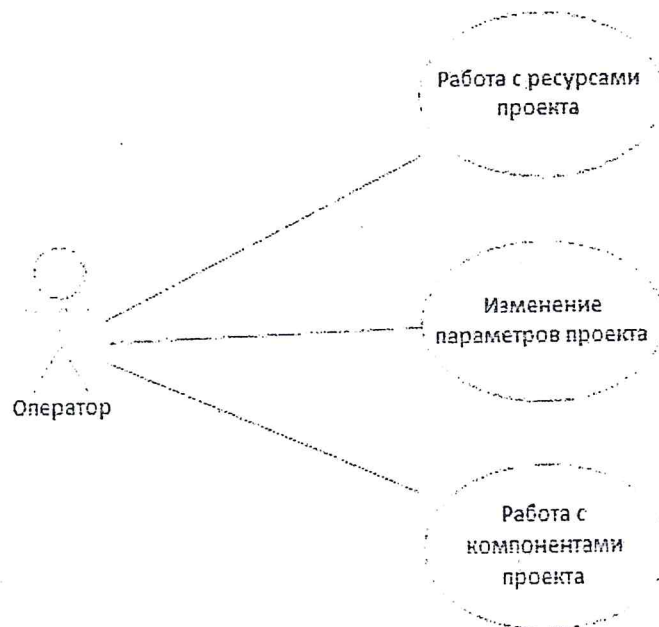 Работа с ресурсами
проекта
Изменение
параметров проекта
Оператор
Работа с
компонентами
проекта